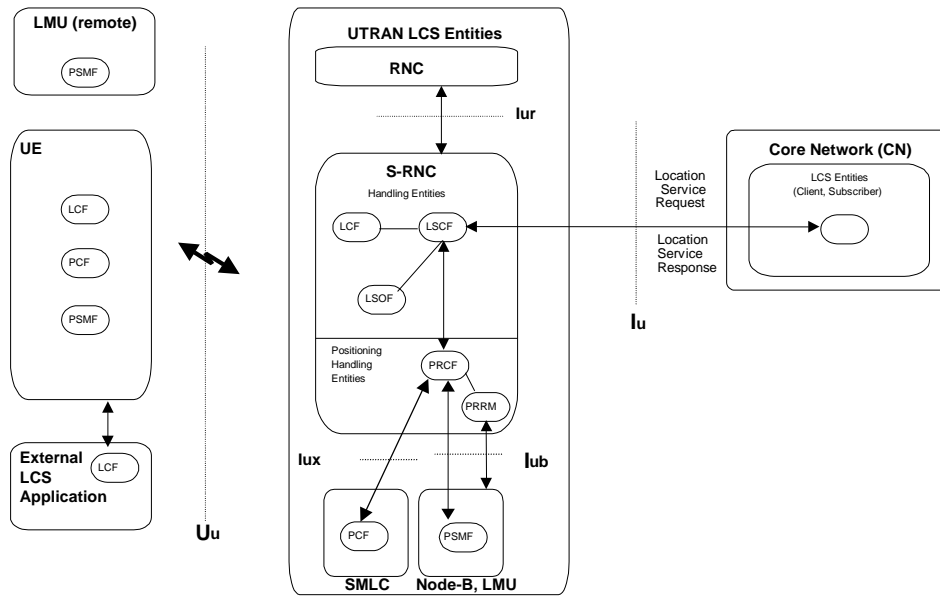 LMU (remote)
PSMF
UE
LCF
PCF
PSMF
External
LCS
Application
LCF
Uu
UTRAN LCS Entities
RNC
Iur
S-RNC
Handling Entities
LCF
LSCF
LSOF
Positioning
Handling
Entities
PRCF
PRRM
Iux
Iub
PCF
PSMF
SMLC
Node-B, LMU
Location
Service
Request
Location
Service
Response
Iu
Core Network (CN)
LCS Entities
(Client, Subscriber)